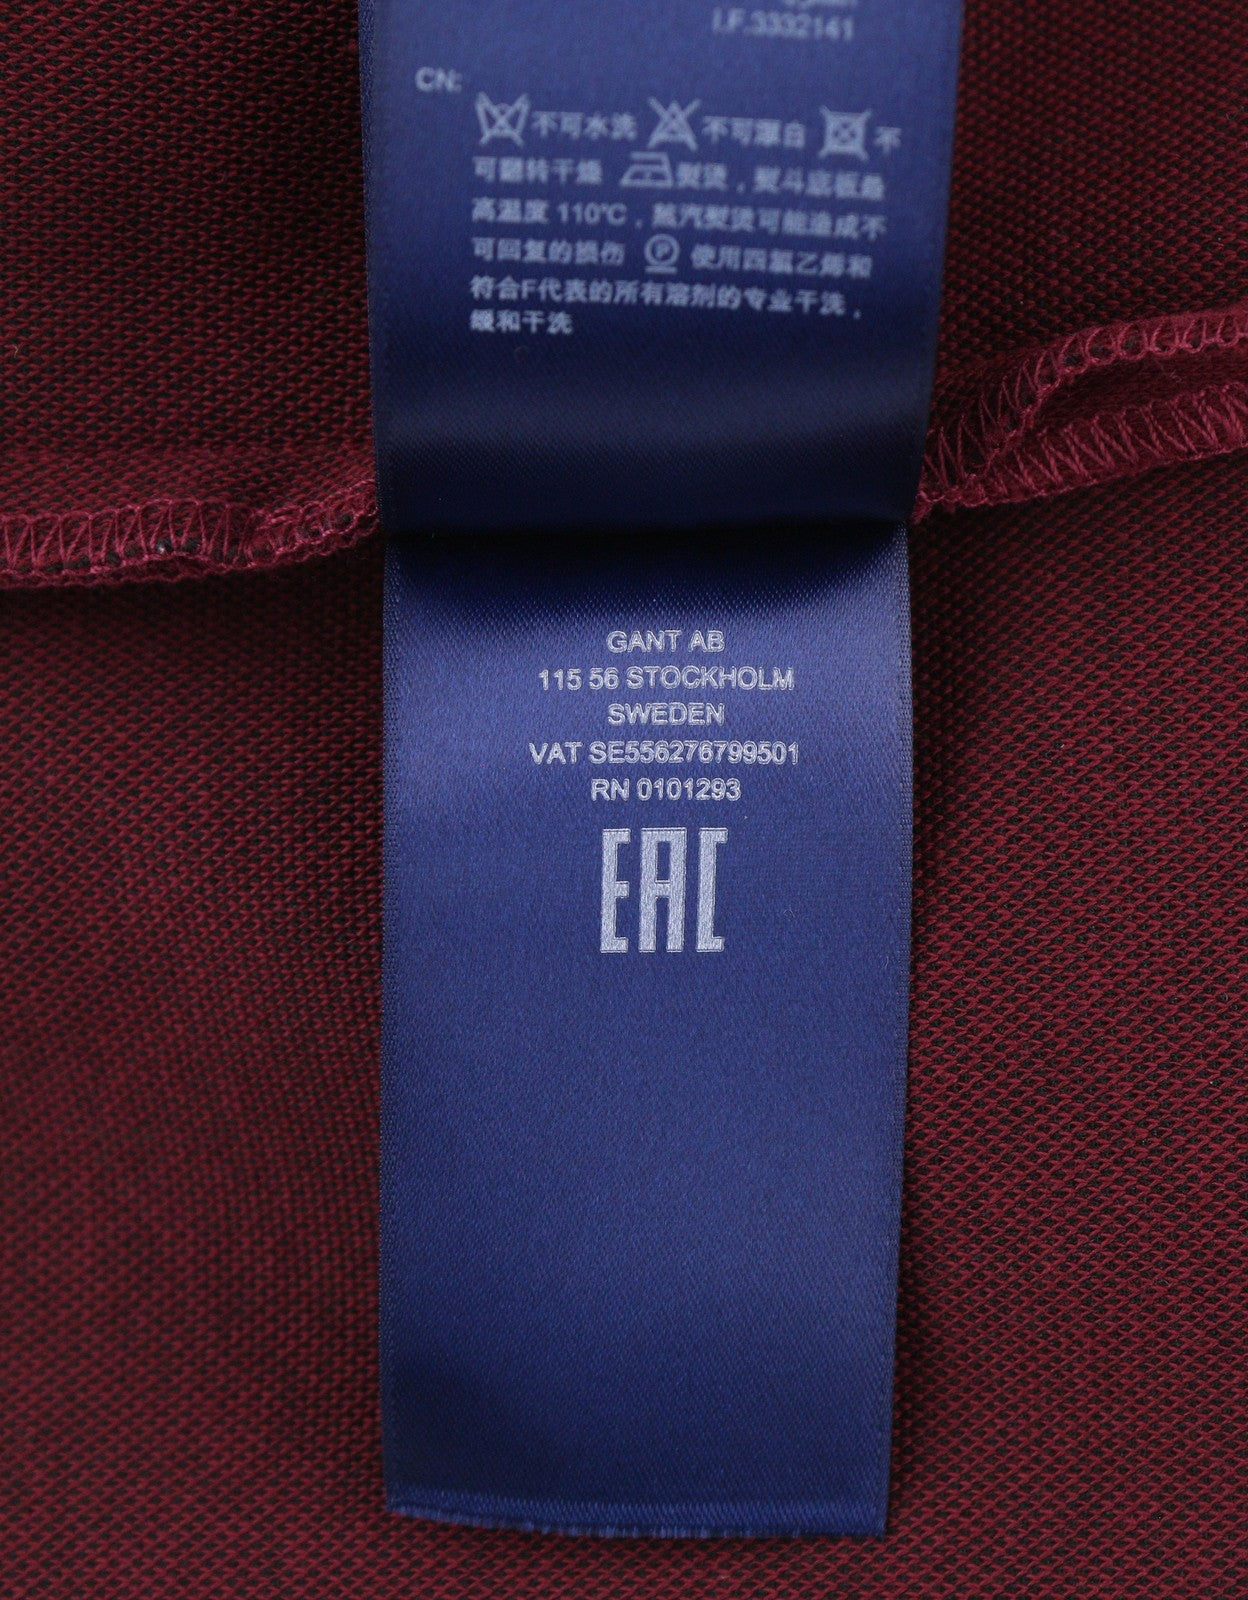 I.F.3332141
CN:
不可水洗 不可漂白 不
可翻转干燥 熨烫，熨斗底板最
高温度 110℃，蒸汽熨烫可能造成不
可回复的损伤 P 使用四氯乙烯和
符合F代表的所有溶剂的专业干洗，
缓和干洗
GANT AB
115 56 STOCKHOLM
SWEDEN
VAT SE556276799501
RN 0101293
EAC